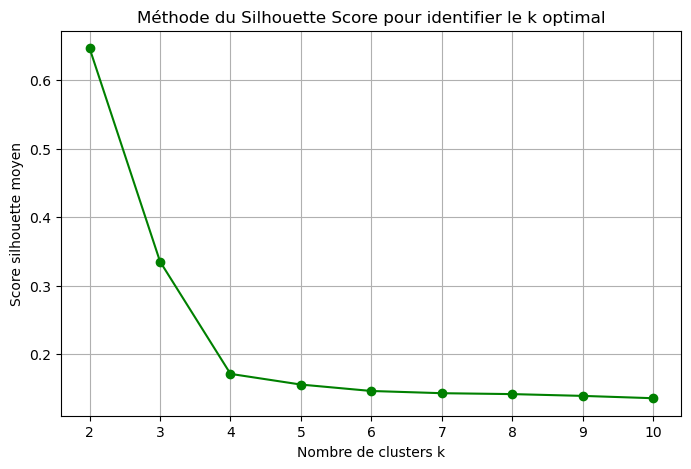 Méthode du Silhouette Score pour identifier le k optimal
Score silhouette moyen
0.6
0.5
0.4
0.3
0.2
2 3 4 5 6 7 8 9 10
Nombre de clusters k